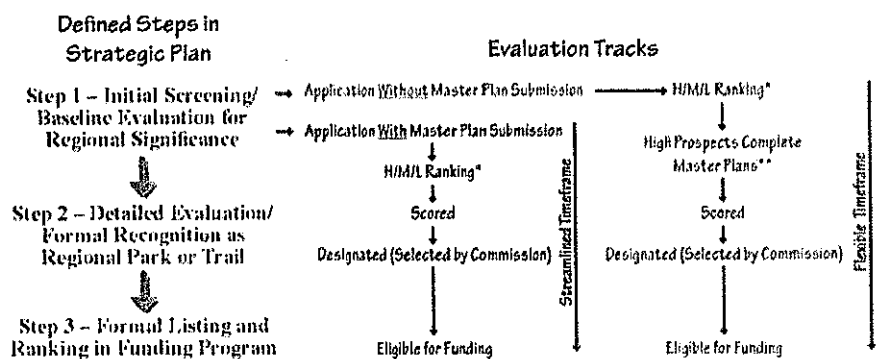 Defined Steps in
Strategic Plan
Evaluation Tracks
Step 1 – Initial Screening/
Baseline Evaluation for
Regional Significance
Application Without Master Plan Submission
H/M/L Ranking*
Application With Master Plan Submission
H/M/L Ranking*
High Prospects Complete
Master Plans**
Step 2 – Detailed Evaluation/
Formal Recognition as
Regional Park or Trail
Scored
Scored
Designated (Selected by Commission)
Designated (Selected by Commission)
Streamlined Timeframe
Flexible Timeframe
Step 3 – Formal Listing and
Ranking in Funding Program
Eligible for Funding
Eligible for Funding